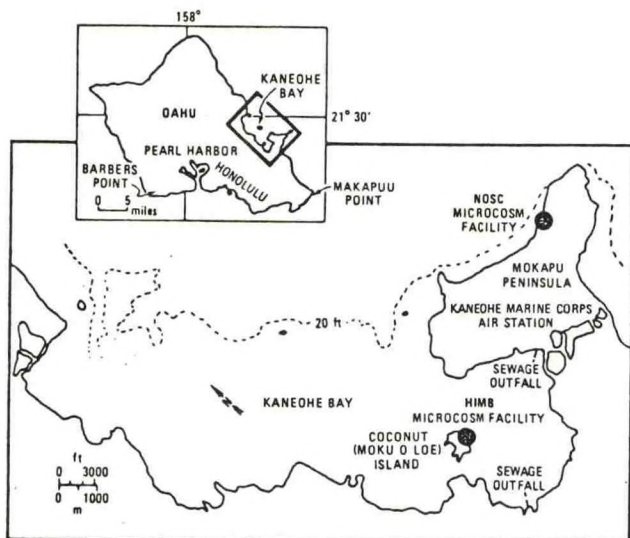 158°
KANEOHE
BAY
OAHU
21° 30'
PEARL HARBOR
HONOLULU
BARBERS
POINT
MAKAPUU
POINT
0 5
miles
NOSC
MICROCOSM
FACILITY
MOKAPU
PENINSULA
KANEOHE MARINE CORPS
AIR STATION
20 ft
SEWAGE
OUTFALL
N
KANEOHE BAY
HIMB
MICROCOSM FACILITY
COCONUT
(MOKU O LOE)
ISLAND
ft
0 3000
0 1000
m
SEWAGE
OUTFALL